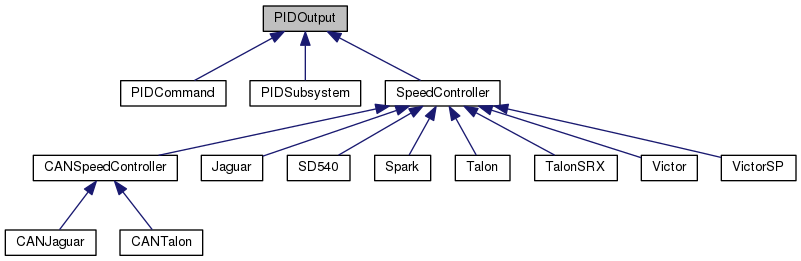 PIDOutput
PIDCommand
PIDSubsystem
SpeedController
CANSpeedController
Jaguar
SD540
Spark
Talon
TalonSRX
Victor
VictorSP
CANJaguar
CANTalon